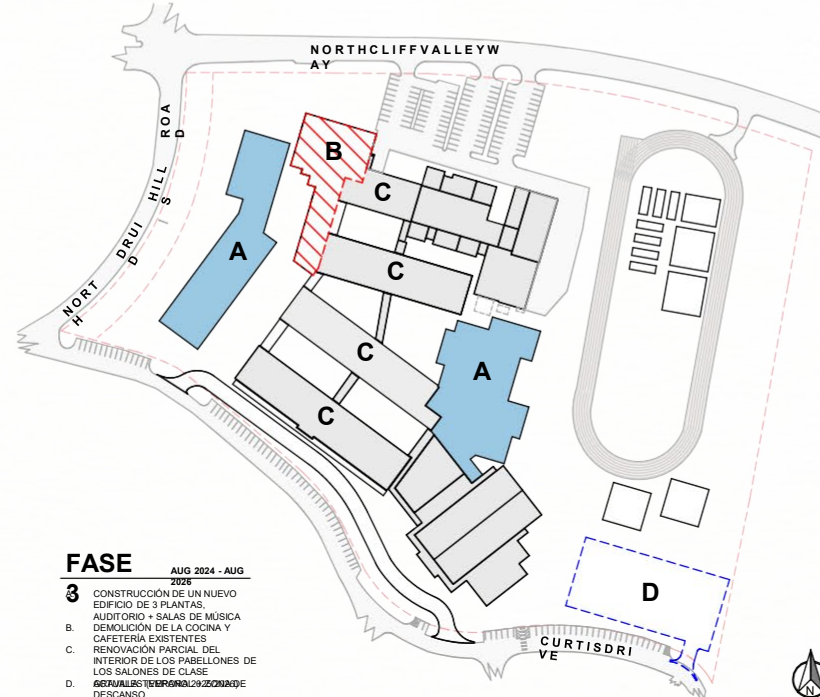 NORTHCLIFFVALLEYW
AY
NORT
H
DRUI
D
HILL
S
ROA
D
B
C
A
C
C
A
C
D
CURTISDRI
VE
FASE
3
AUG 2024 - AUG
2026
A. CONSTRUCCIÓN DE UN NUEVO
EDIFICIO DE 3 PLANTAS,
AUDITORIO + SALAS DE MÚSICA
B. DEMOLICIÓN DE LA COCINA Y
CAFETERÍA EXISTENTES
C. RENOVACIÓN PARCIAL DEL
INTERIOR DE LOS PABELLONES DE
LOS SALONES DE CLASE
D.
DESCANSO
N